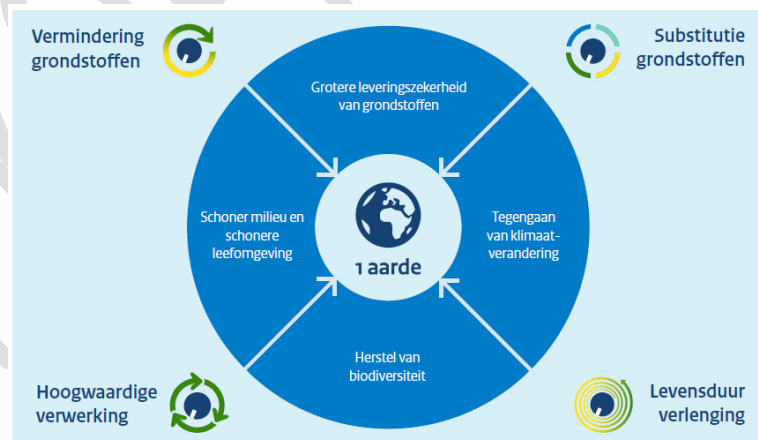 Vermindering
grondstoffen
Substitutie
grondstoffen
Grotere leveringszekerheid
van grondstoffen
Schoner milieu en
schonere
leefomgeving
1 aarde
Tegengaan
van klimaat-
verandering
Herstel van
biodiversiteit
Hoogwaardige
verwerking
Levensduur
verlenging